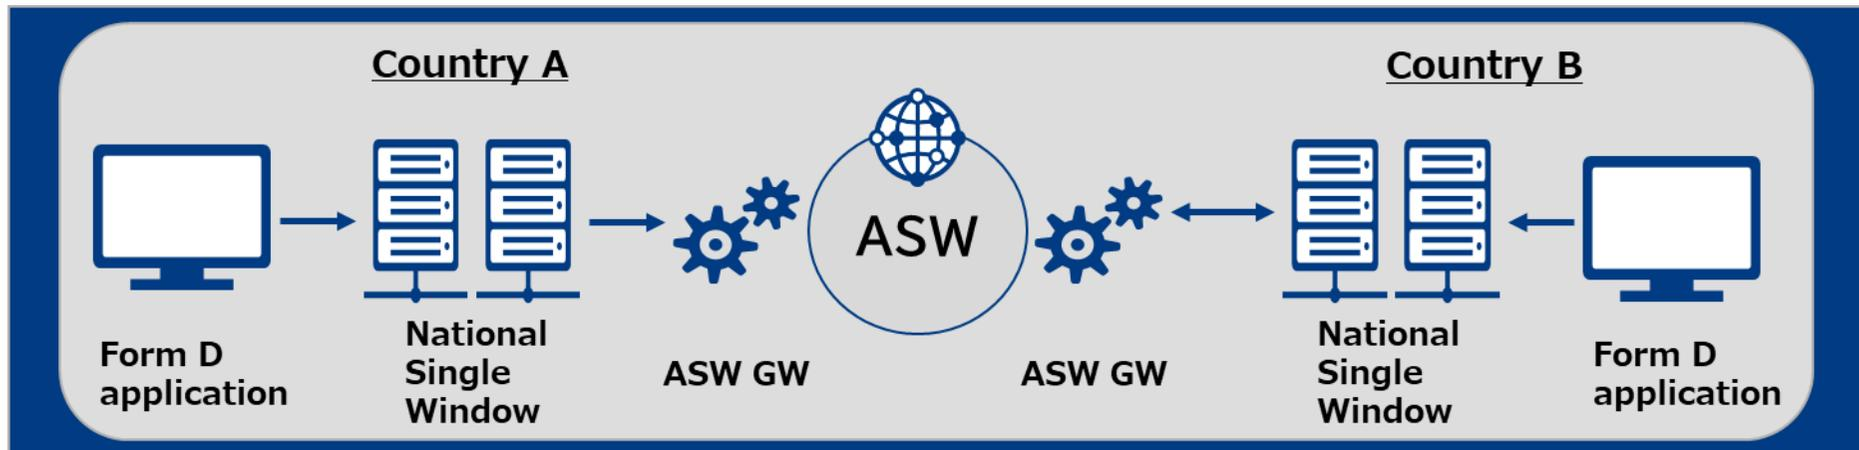 Country A
Country B
ASW
Form D
application
National
Single
Window
ASW GW
ASW GW
National
Single
Window
Form D
application